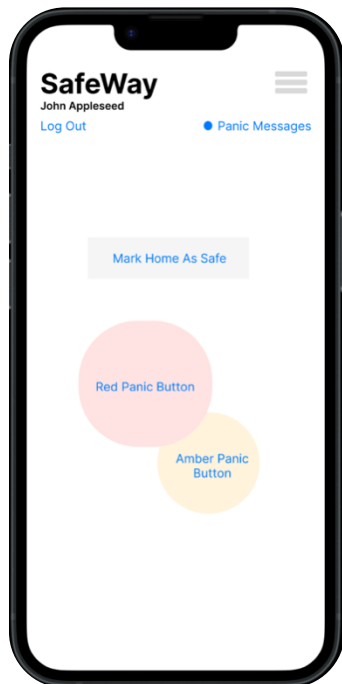 SafeWay
John Appleseed
Log Out
Panic Messages
Mark Home As Safe
Red Panic Button
Amber Panic
Button